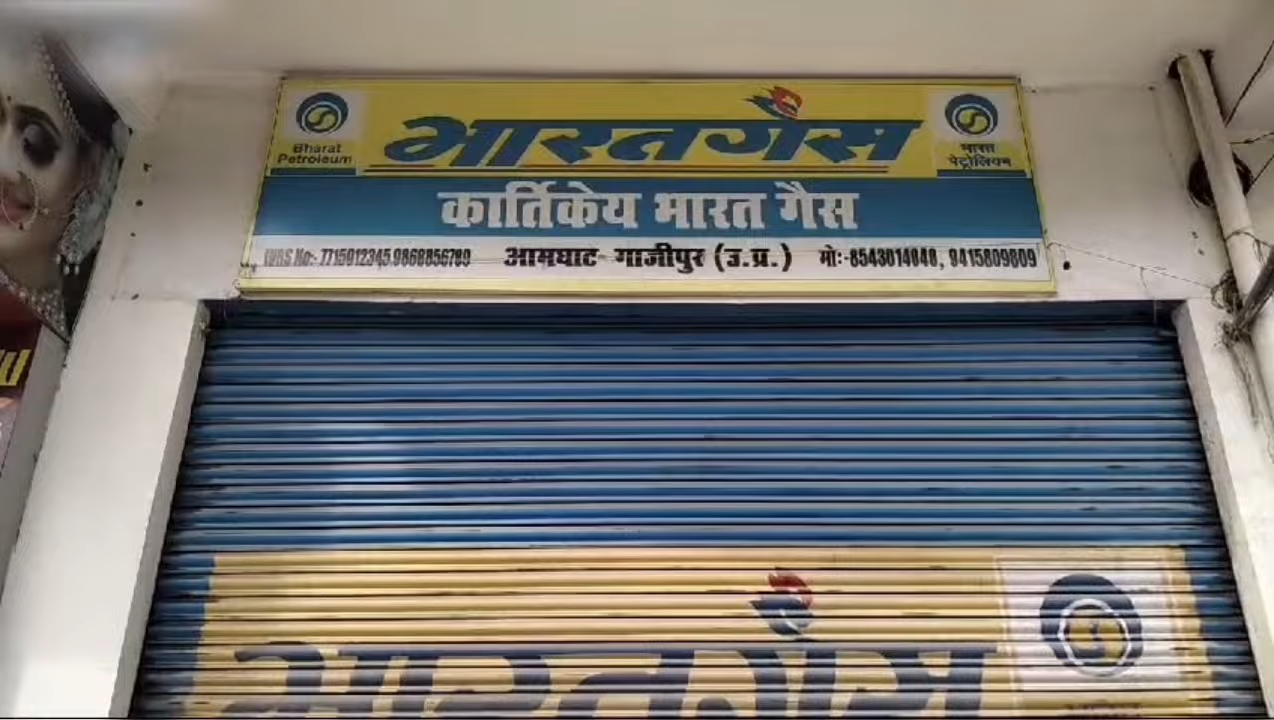 Bharat
Petroleum
भारतगैस
भारत
पेट्रोलियम
कार्तिकेय भारत गैस
IVRS No:- 7715012345,9868856789 आमघाट- गाजीपुर (उ.प्र.) मोः-8543014848, 9415809809
भारतगैस